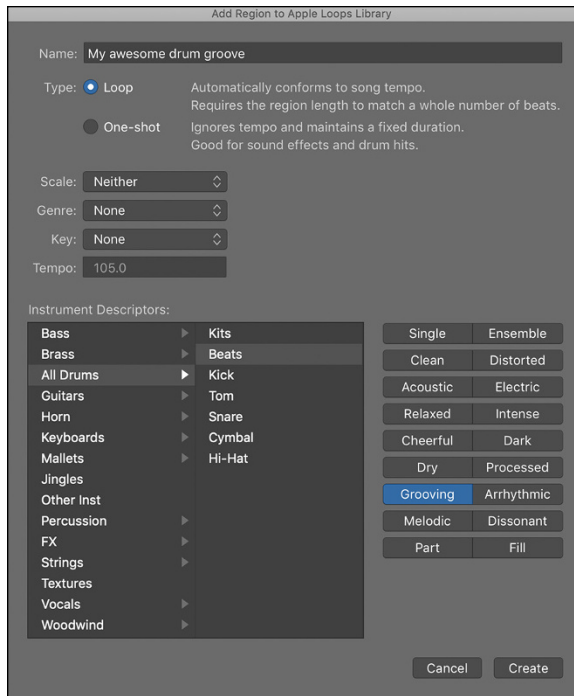 Add Region to Apple Loops Library
Name: My awesome drum groove
Type: Loop Automatically conforms to song tempo.
Requires the region length to match a whole number of beats.
One-shot Ignores tempo and maintains a fixed duration.
Good for sound effects and drum hits.
Scale: Neither
Genre: None
Key: None
Tempo: 105.0
Instrument Descriptors:
Bass Kits Single Ensemble
Brass Beats Clean Distorted
All Drums Kick Acoustic Electric
Guitars Tom Relaxed Intense
Horn Snare Cheerful Dark
Keyboards Cymbal Dry Processed
Mallets Hi-Hat Grooving Arrhythmic
Jingles Melodic Dissonant
Other Inst Part Fill
Percussion
FX
Strings
Textures
Vocals
Woodwind
Cancel Create